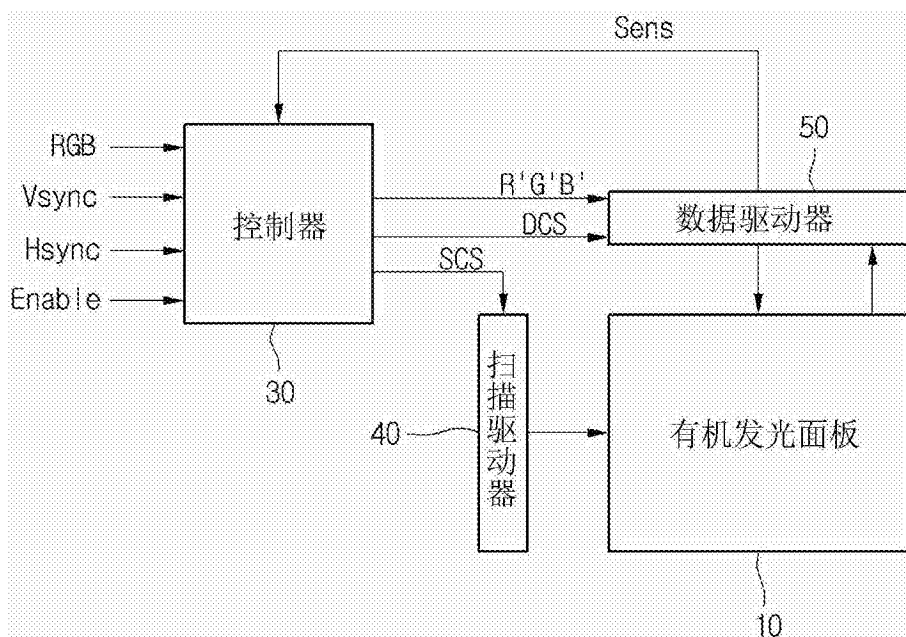 Sens
50
RGB
Vsync
Hsync
Enable
控制器
R'G'B'
DCS
SCS
数据驱动器
30
40
扫描驱动器
有机发光面板
10